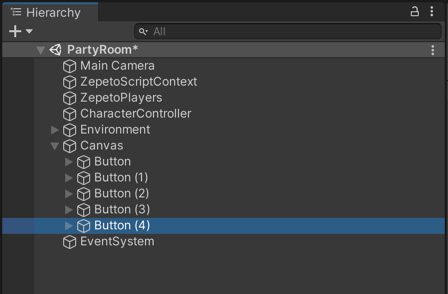 Hierarchy
All
PartyRoom*
Main Camera
ZepetoScriptContext
ZepetoPlayers
CharacterController
Environment
Canvas
Button
Button (1)
Button (2)
Button (3)
Button (4)
EventSystem